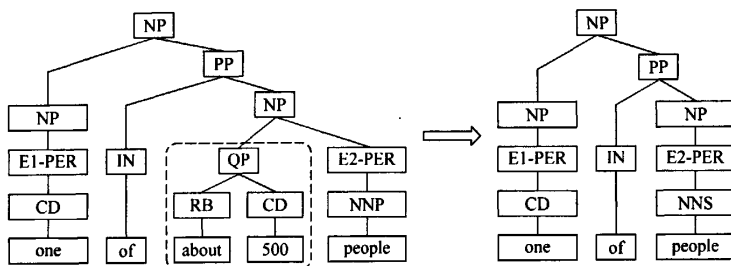 NP NP
PP PP
NP NP NP NP
E1-PER IN QP E2-PER E1-PER IN E2-PER
CD RB CD NNP CD NNS
one of about 500 people one of people